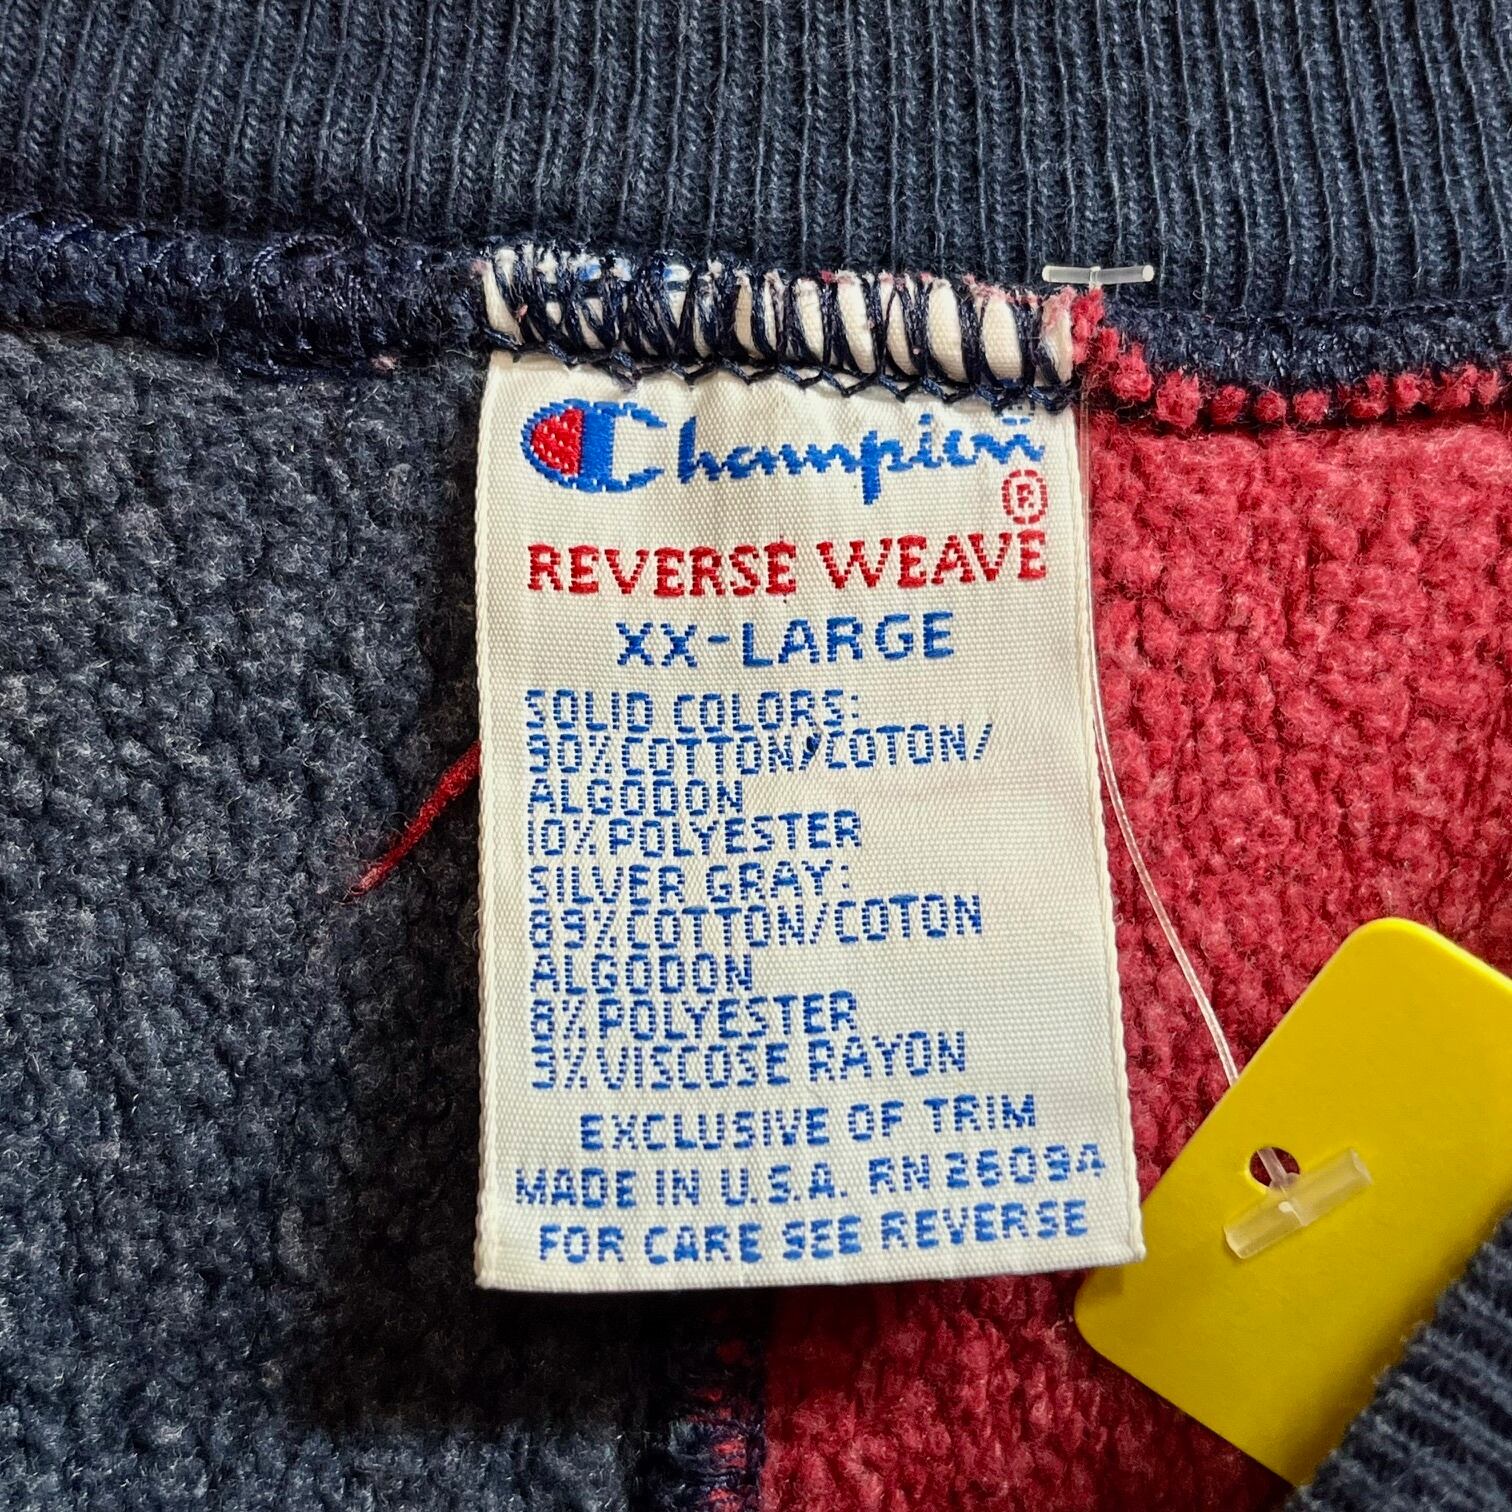 Champion®
®
REVERSE WEAVE
XX-LARGE
SOLID COLORS:
90% COTTON/COTON/
ALGODON
10% POLYESTER
SILVER GRAY:
89% COTTON/COTON
ALGODON
8% POLYESTER
3% VISCOSE RAYON
EXCLUSIVE OF TRIM
MADE IN U.S.A. RN 26094
FOR CARE SEE REVERSE